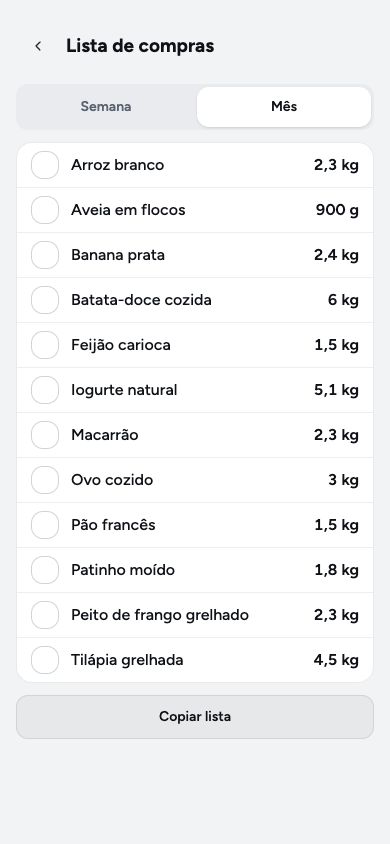 Lista de compras
Semana Mês
Arroz branco 2,3 kg
Aveia em flocos 900 g
Banana prata 2,4 kg
Batata-doce cozida 6 kg
Feijão carioca 1,5 kg
Iogurte natural 5,1 kg
Macarrão 2,3 kg
Ovo cozido 3 kg
Pão francês 1,5 kg
Patinho moído 1,8 kg
Peito de frango grelhado 2,3 kg
Tilápia grelhada 4,5 kg
Copiar lista